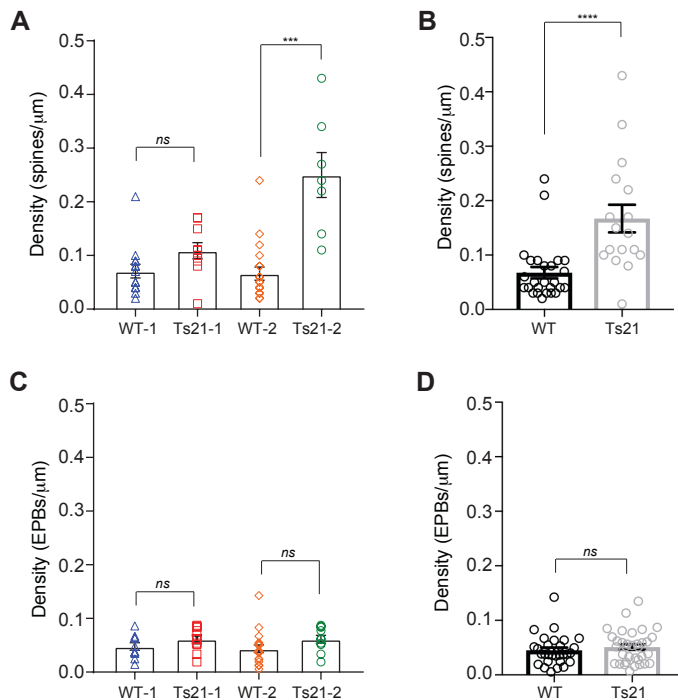 A
Density (spines/μm)
0.5
0.4
0.3
0.2
0.1
0.0
ns
***
WT-1 Ts21-1 WT-2 Ts21-2
B
Density (spines/μm)
0.5
0.4
0.3
0.2
0.1
0.0
****
WT Ts21
C
Density (EPBs/μm)
0.5
0.4
0.3
0.2
0.1
0.0
ns
ns
WT-1 Ts21-1 WT-2 Ts21-2
D
Density (EPBs/μm)
0.5
0.4
0.3
0.2
0.1
0.0
ns
WT Ts21